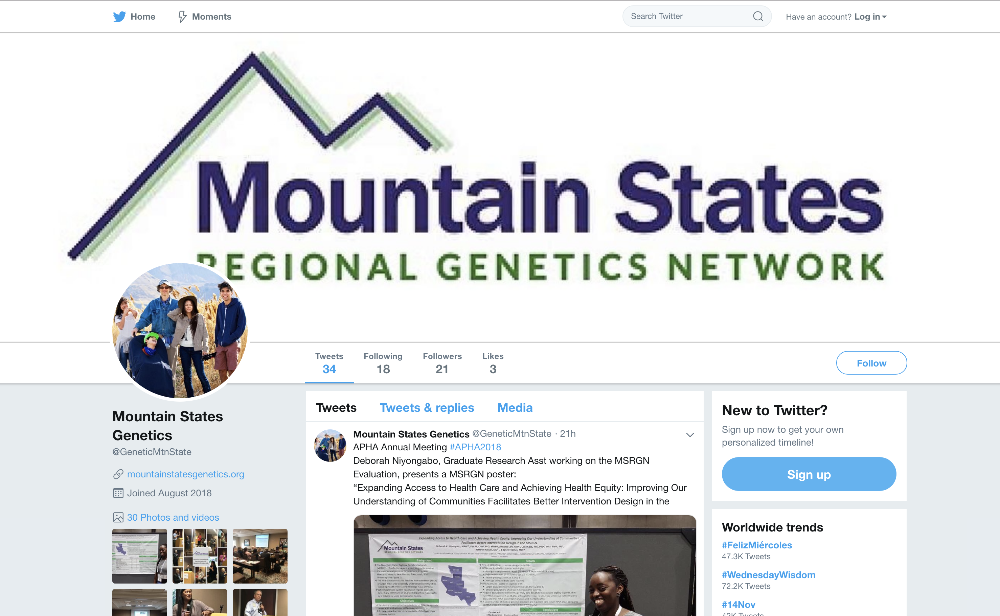 Home
Moments
Search Twitter
Have an account? Log in
Mountain States
REGIONAL GENETICS NETWORK
Tweets
34
Following
18
Followers
21
Likes
3
Follow
Mountain States
Genetics
@GeneticMtnState
mountainstatesgenetics.org
Joined August 2018
30 Photos and videos
Tweets
Tweets & replies
Media
Mountain States Genetics @GeneticMtnState · 21h
APHA Annual Meeting #APHA2018
Deborah Niyongabo, Graduate Research Asst working on the MSRGN
Evaluation, presents a MSRGN poster:
“Expanding Access to Health Care and Achieving Health Equity: Improving Our
Understanding of Communities Facilitates Better Intervention Design in the
Expanding Access to Health Care and Achieving Health Equity: Improving Our Understanding of Communities
Facilitates Better Intervention Design in the MSRGN
Mountain States
REGIONAL GENETICS NETWORK
Background
Results
Objectives
Conclusions
New to Twitter?
Sign up now to get your own
personalized timeline!
Sign up
Worldwide trends
#FelizMiércoles
47.3K Tweets
#WednesdayWisdom
72.2K Tweets
#14Nov
42K Tweets